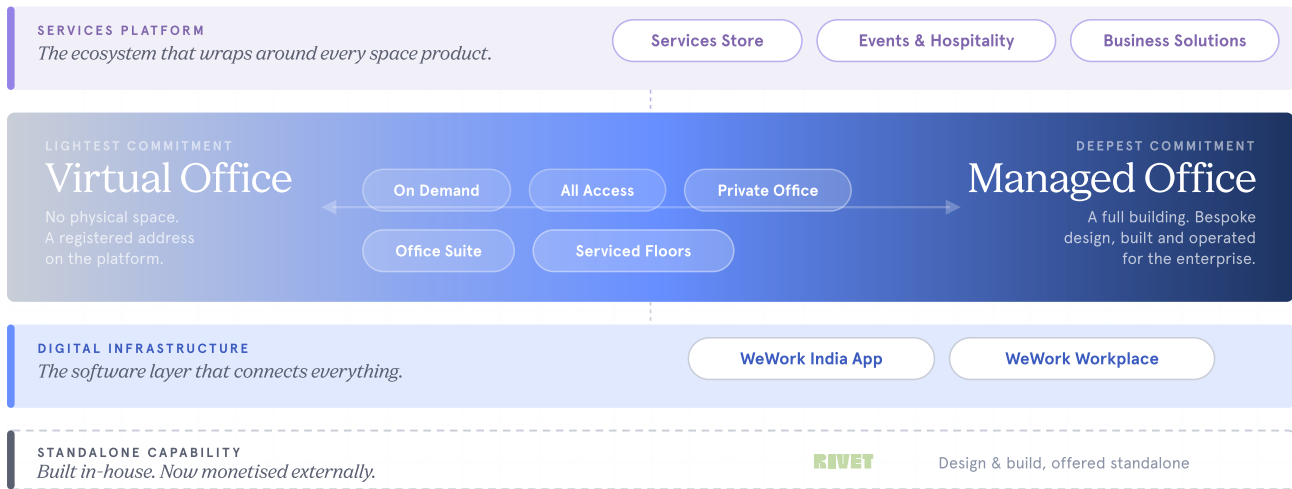 SERVICES PLATFORM
The ecosystem that wraps around every space product.
Services Store
Events & Hospitality
Business Solutions
LIGHTEST COMMITMENT
Virtual Office
No physical space.
A registered address
on the platform.
On Demand
All Access
Private Office
Office Suite
Serviced Floors
DEEPEST COMMITMENT
Managed Office
A full building. Bespoke
design, built and operated
for the enterprise.
DIGITAL INFRASTRUCTURE
The software layer that connects everything.
WeWork India App
WeWork Workplace
STANDALONE CAPABILITY
Built in-house. Now monetised externally.
RIVET
Design & build, offered standalone